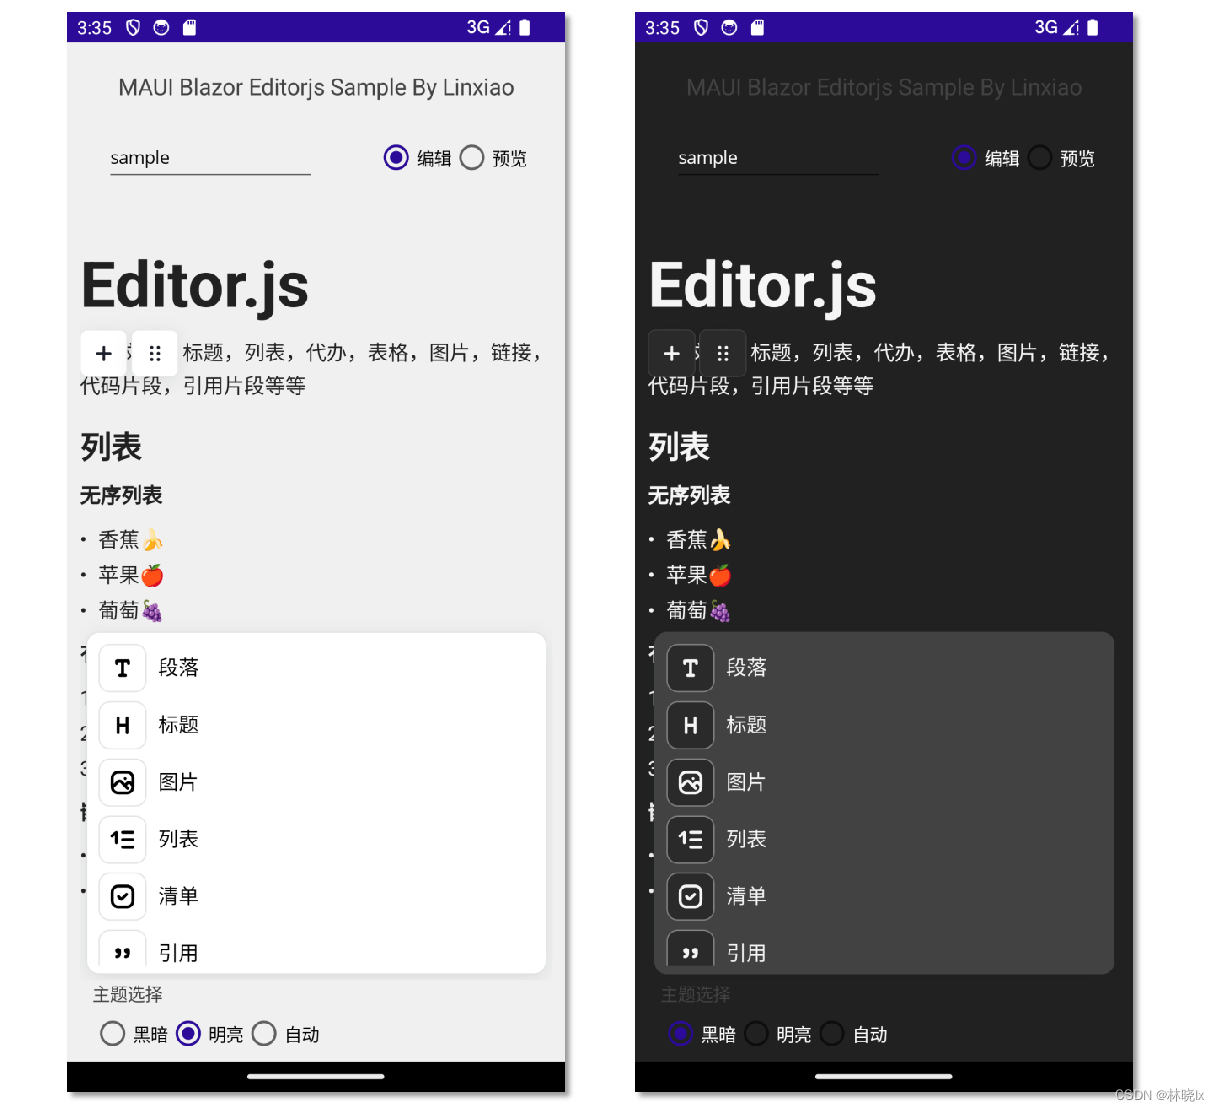 3:35
3G
MAUI Blazor Editorjs Sample By Linxiao
sample
编辑 预览
Editor.js
标题，列表，代办，表格，图片，链接，
代码片段，引用片段等等
列表
无序列表
• 香蕉🍌
• 苹果🍎
• 葡萄🍇
1
2
3
T 段落
H 标题
图片
列表
清单
引用
主题选择
黑暗 明亮 自动
3:35
3G
MAUI Blazor Editorjs Sample By Linxiao
sample
编辑 预览
Editor.js
标题，列表，代办，表格，图片，链接，
代码片段，引用片段等等
列表
无序列表
• 香蕉🍌
• 苹果🍎
• 葡萄🍇
1
2
3
T 段落
H 标题
图片
列表
清单
引用
主题选择
黑暗 明亮 自动
CSDN @林晓lx